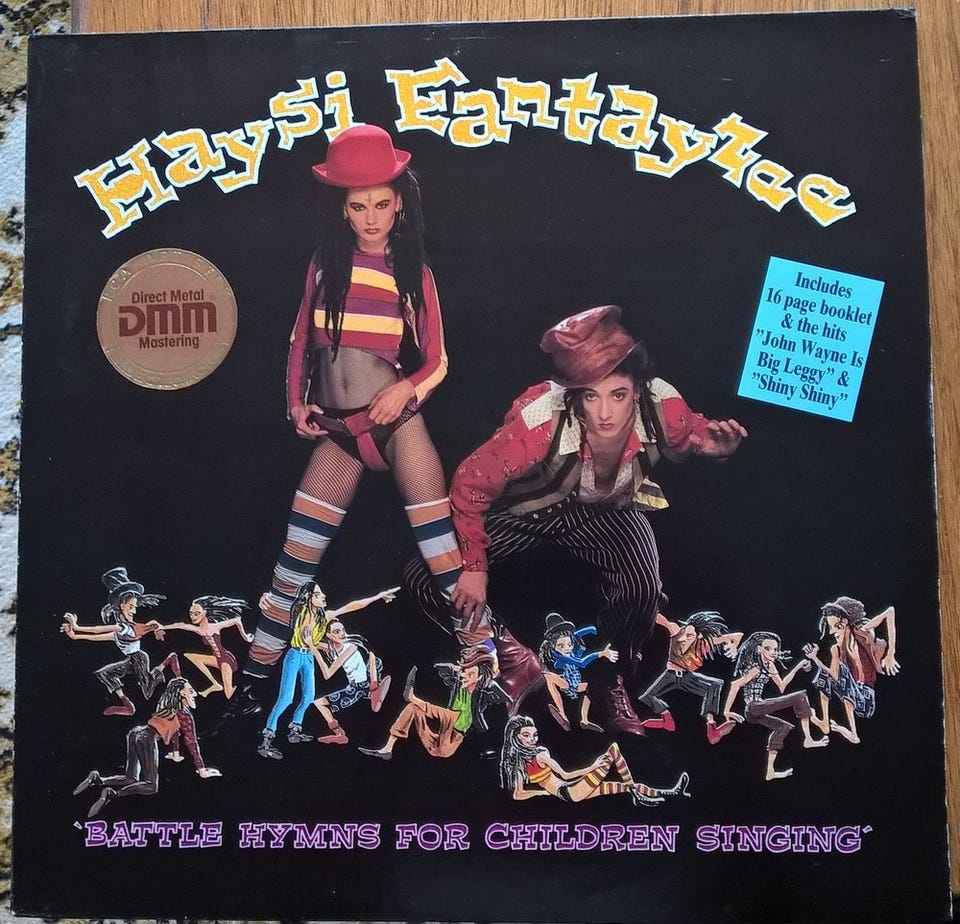 Haysi Fantayzee
Direct Metal
DMM
Mastering
Includes
16 page booklet
& the hits
"John Wayne Is
Big Leggy" &
"Shiny Shiny"
'BATTLE HYMNS FOR CHILDREN SINGING'